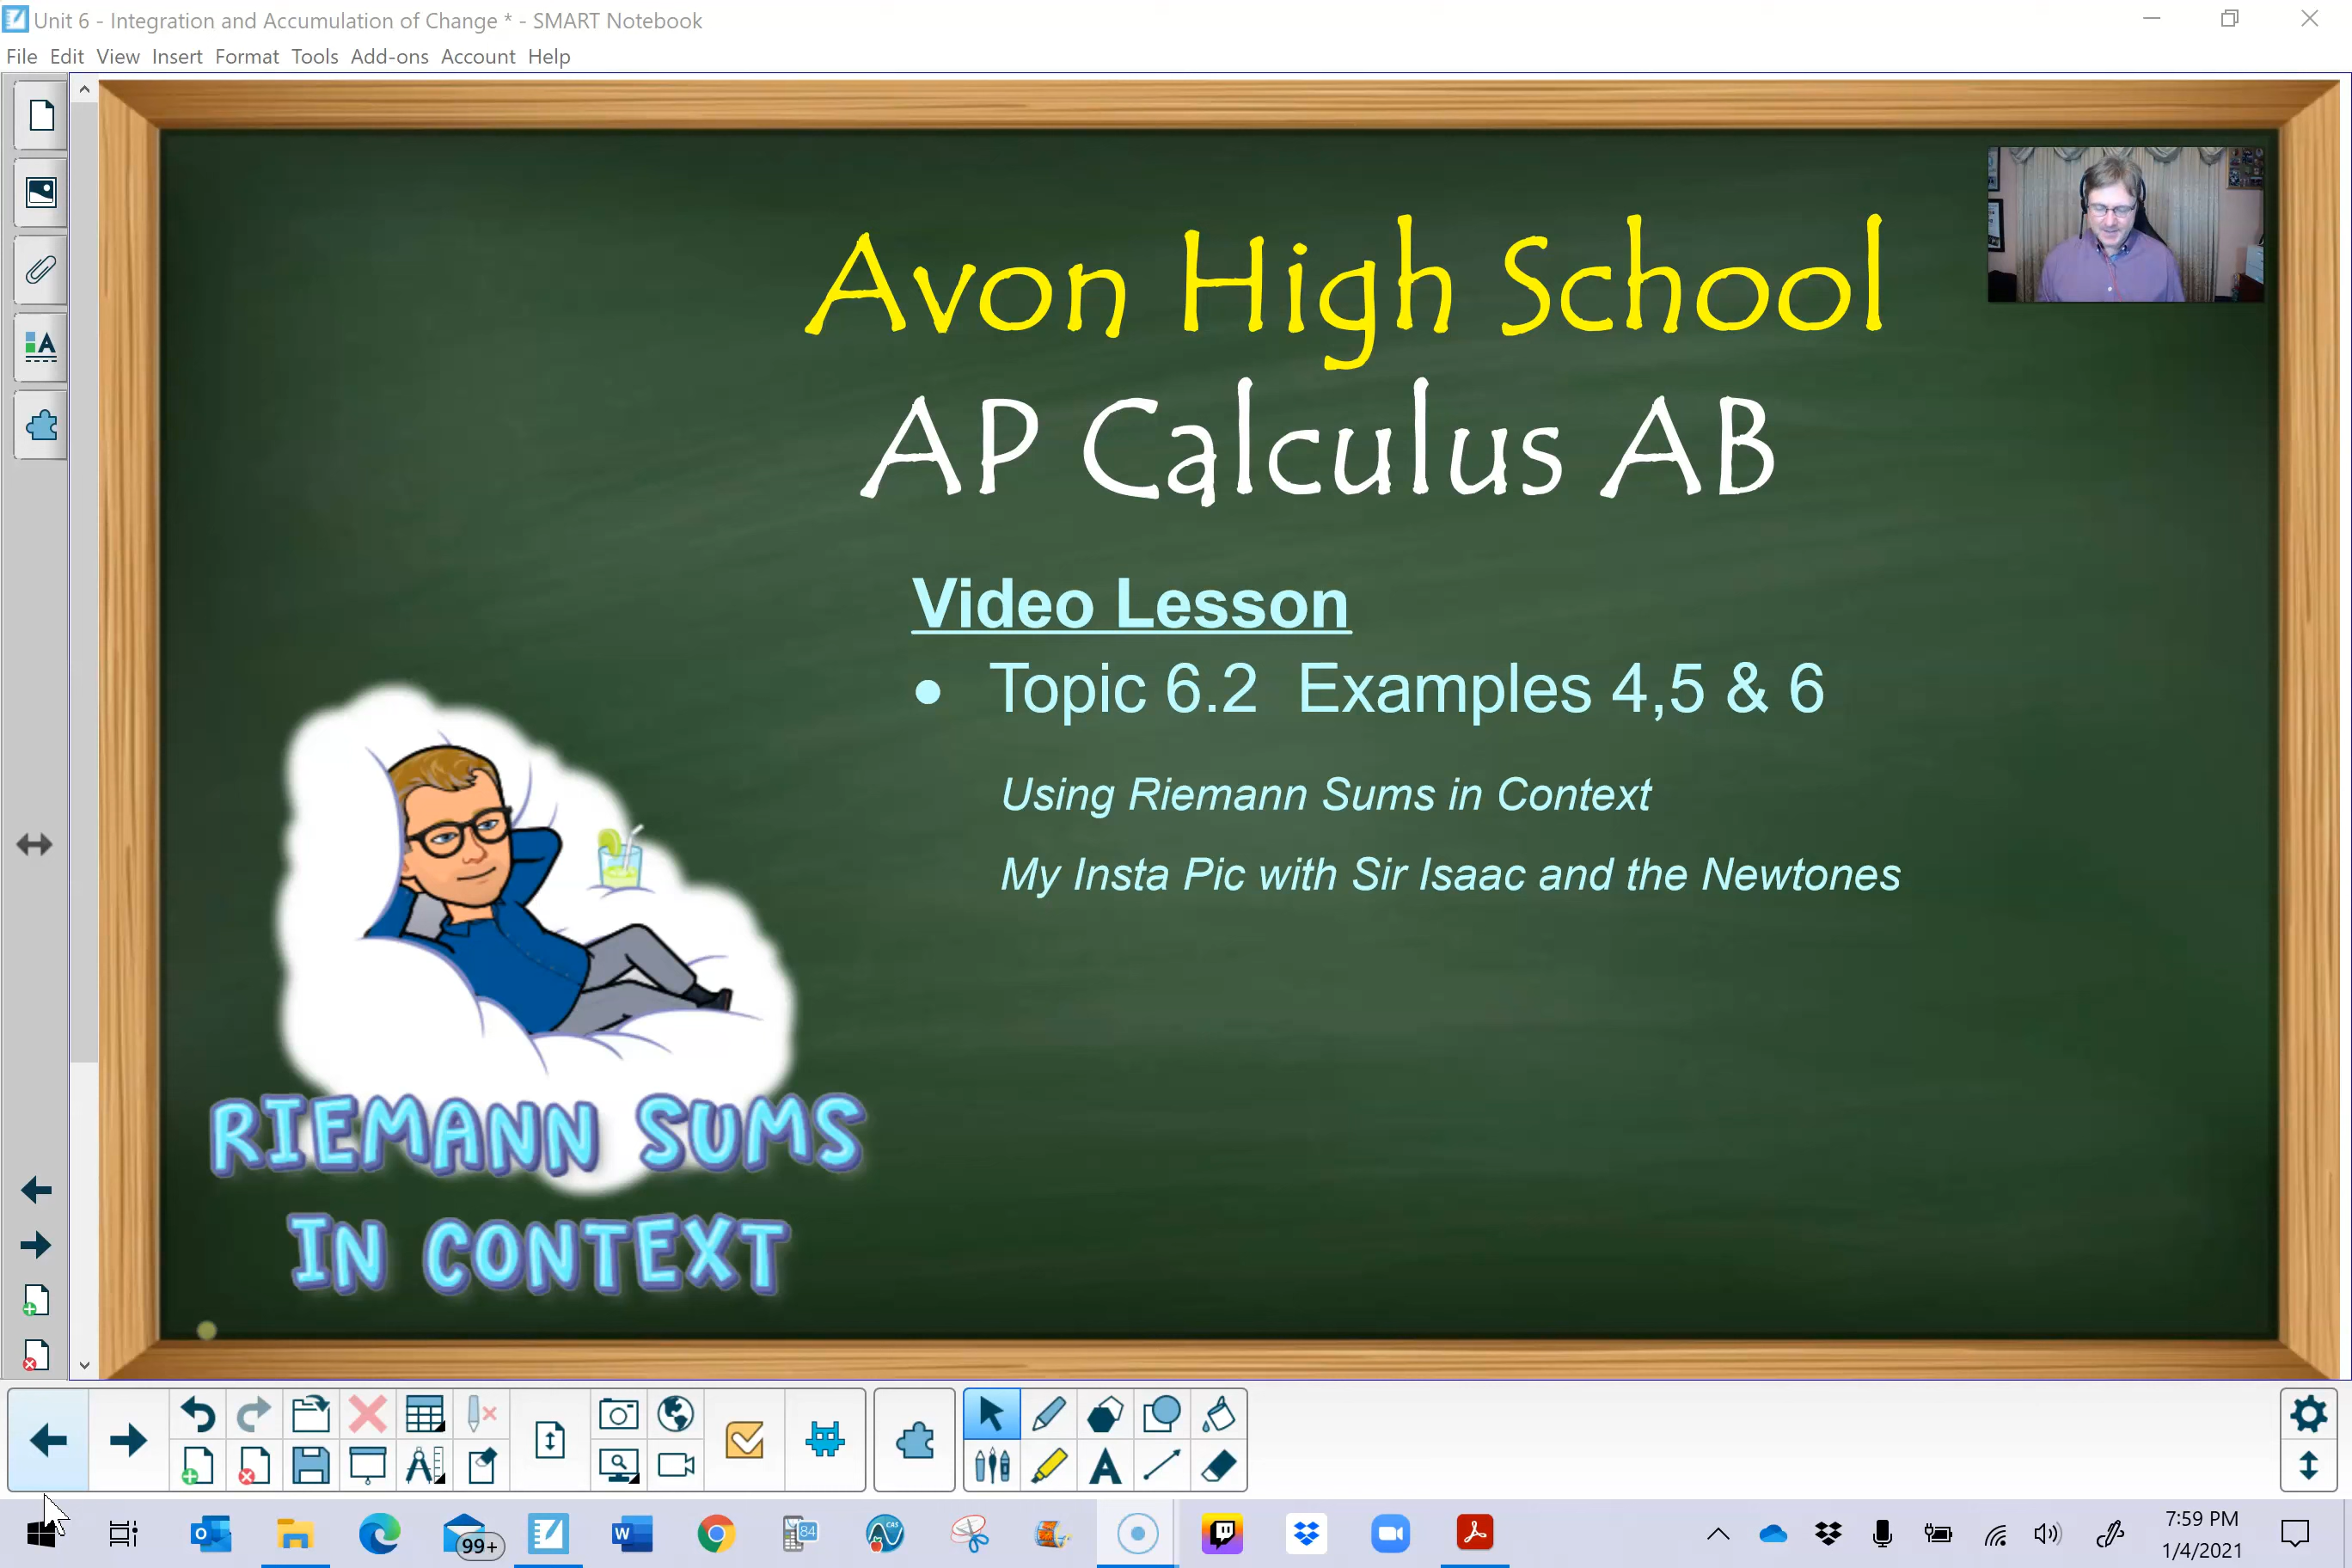 Unit 6 - Integration and Accumulation of Change * - SMART Notebook
File Edit View Insert Format Tools Add-ons Account Help
Avon High School
AP Calculus AB
Video Lesson
• Topic 6.2 Examples 4,5 & 6
Using Riemann Sums in Context
My Insta Pic with Sir Isaac and the Newtones
RIEMANN SUMS
IN CONTEXT
99+
84
CAS
7:59 PM
1/4/2021